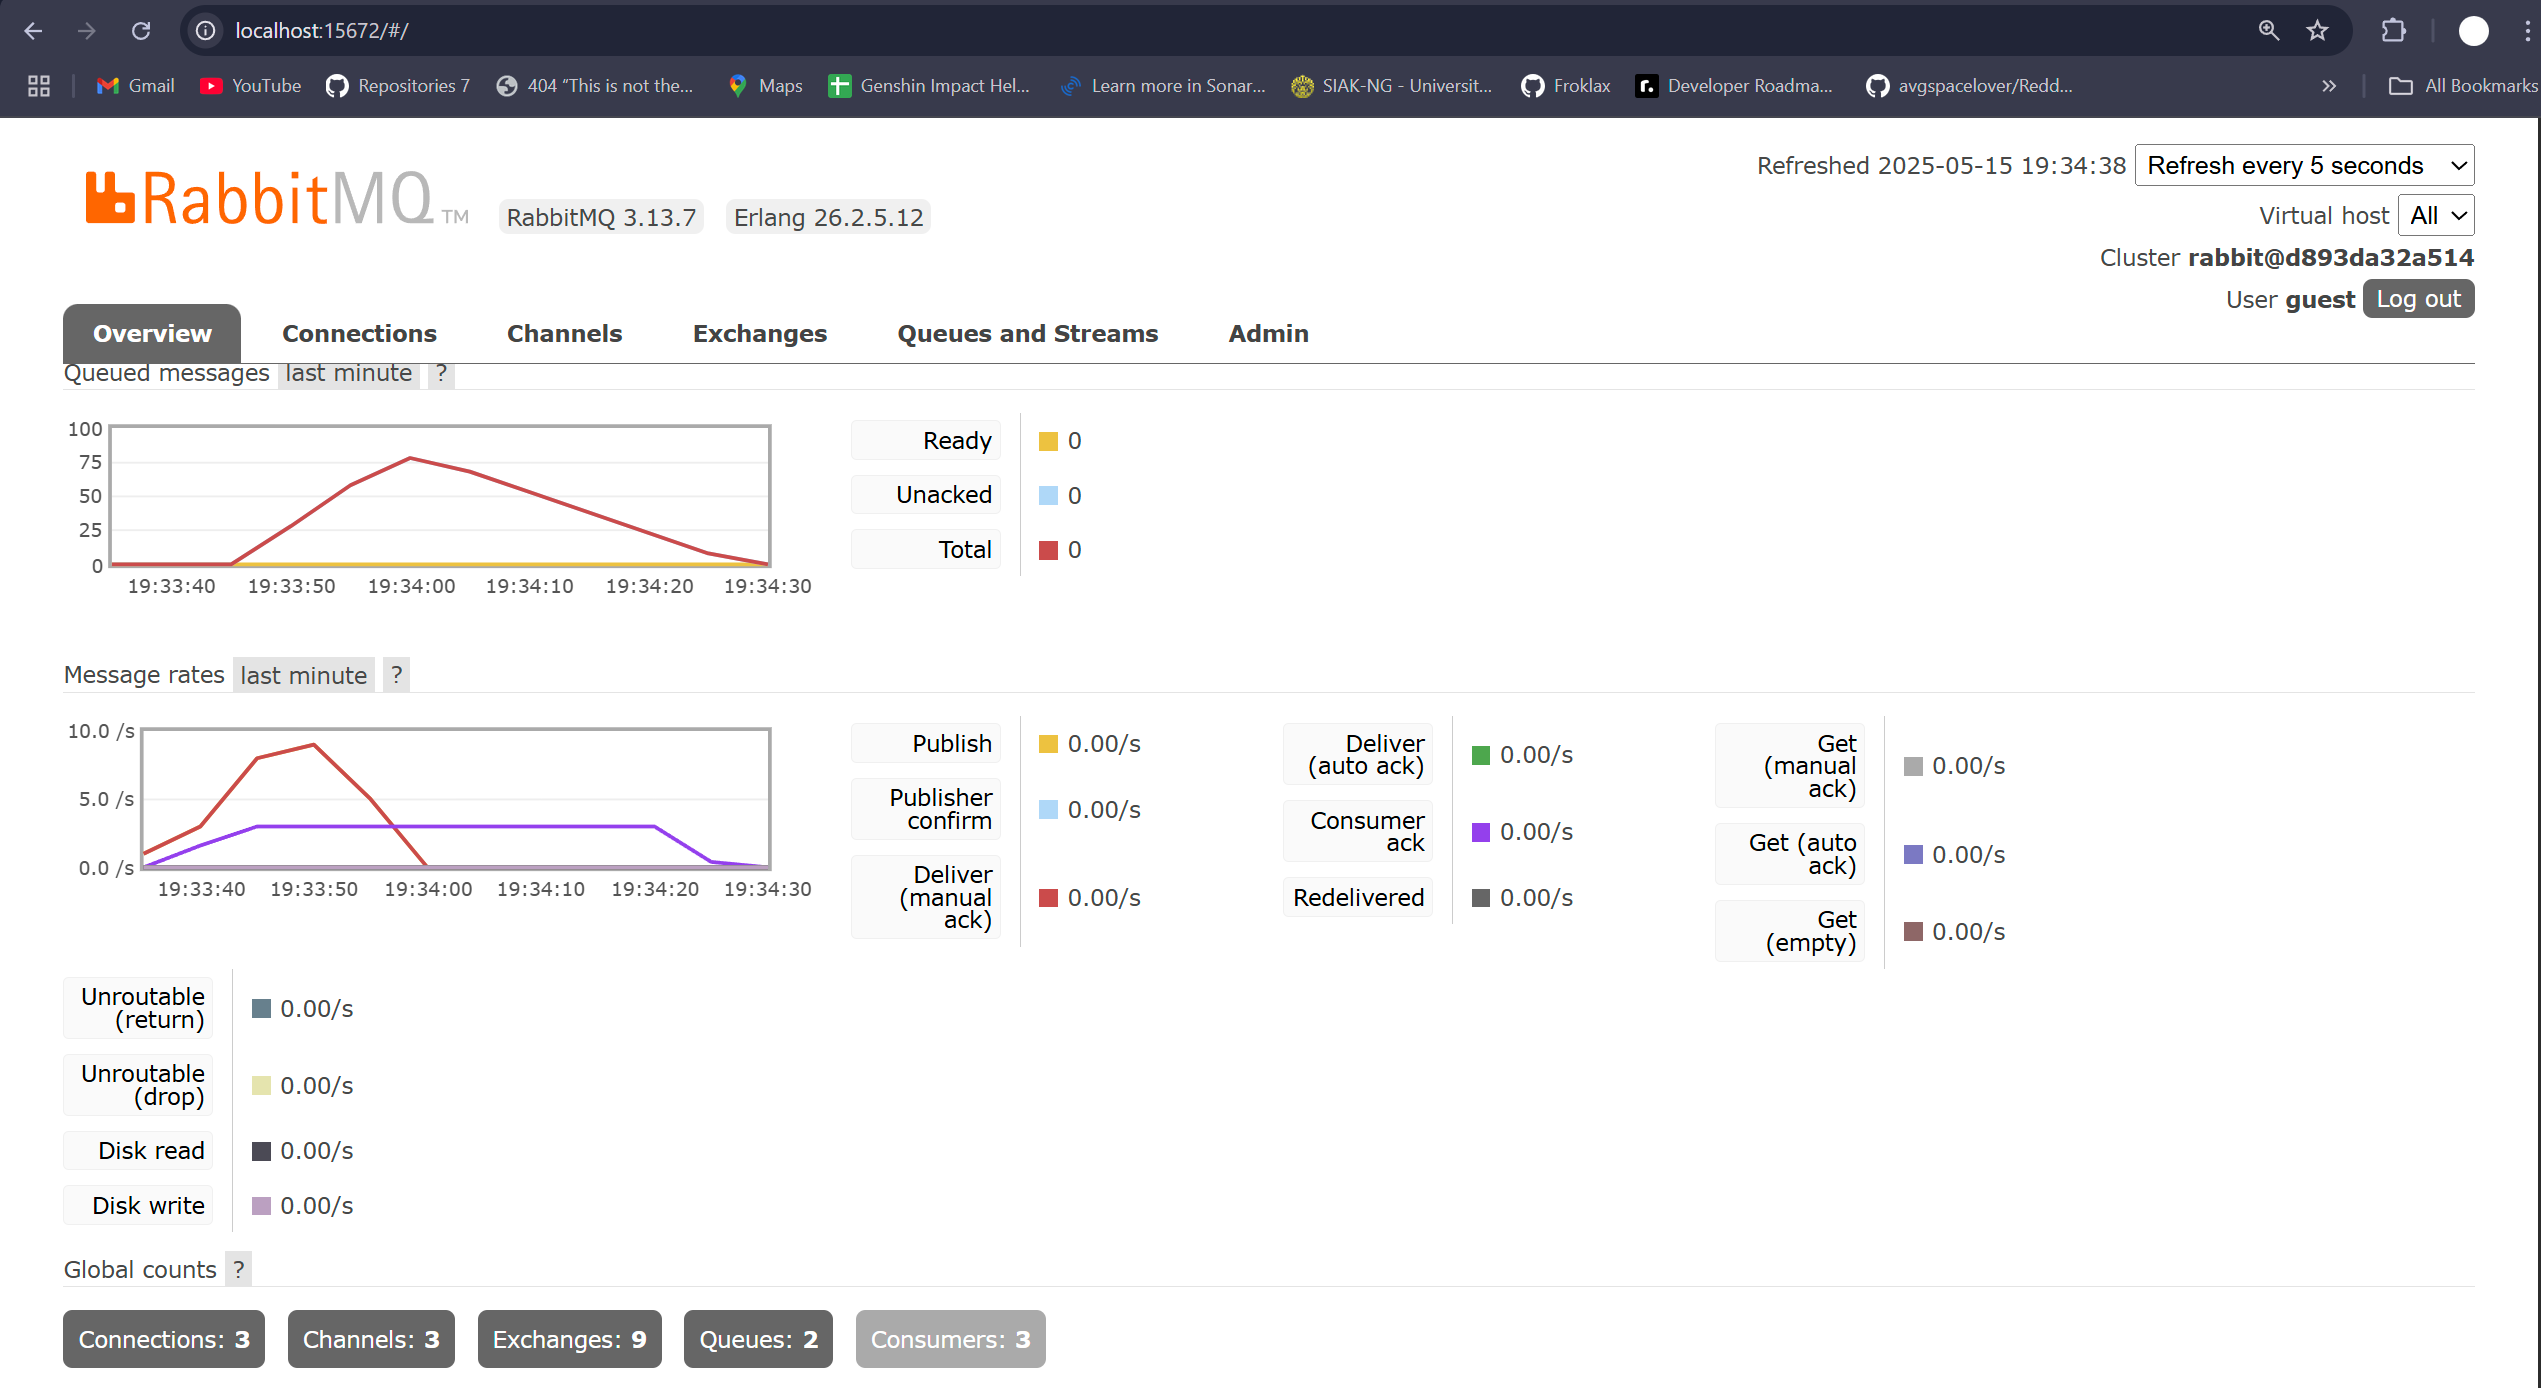 localhost:15672/#/
Gmail YouTube Repositories 7 404 “This is not the... Maps Genshin Impact Hel... Learn more in Sonar... SIAK-NG - Universit... Froklax Developer Roadma... avgspacelover/Redd... » All Bookmarks
RabbitMQ TM RabbitMQ 3.13.7 Erlang 26.2.5.12
Refreshed 2025-05-15 19:34:38 Refresh every 5 seconds
Virtual host All
Cluster rabbit@d893da32a514
User guest Log out
Overview Connections Channels Exchanges Queues and Streams Admin
Queued messages last minute ?
100
75
50
25
0
19:33:40 19:33:50 19:34:00 19:34:10 19:34:20 19:34:30
Ready 0
Unacked 0
Total 0
Message rates last minute ?
10.0 /s
5.0 /s
0.0 /s
19:33:40 19:33:50 19:34:00 19:34:10 19:34:20 19:34:30
Publish 0.00/s
Publisher
confirm 0.00/s
Deliver
(manual
ack) 0.00/s
Deliver
(auto ack) 0.00/s
Consumer
ack 0.00/s
Redelivered 0.00/s
Get
(manual
ack) 0.00/s
Get (auto
ack) 0.00/s
Get
(empty) 0.00/s
Unroutable
(return) 0.00/s
Unroutable
(drop) 0.00/s
Disk read 0.00/s
Disk write 0.00/s
Global counts ?
Connections: 3 Channels: 3 Exchanges: 9 Queues: 2 Consumers: 3